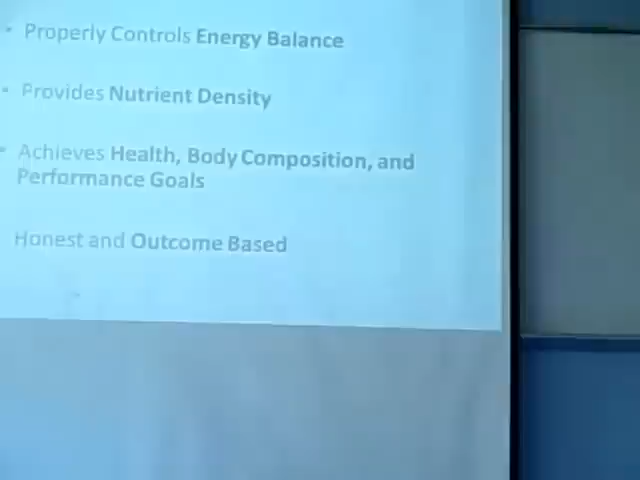 • Properly Controls Energy Balance
• Provides Nutrient Density
• Achieves Health, Body Composition, and
Performance Goals
Honest and Outcome Based